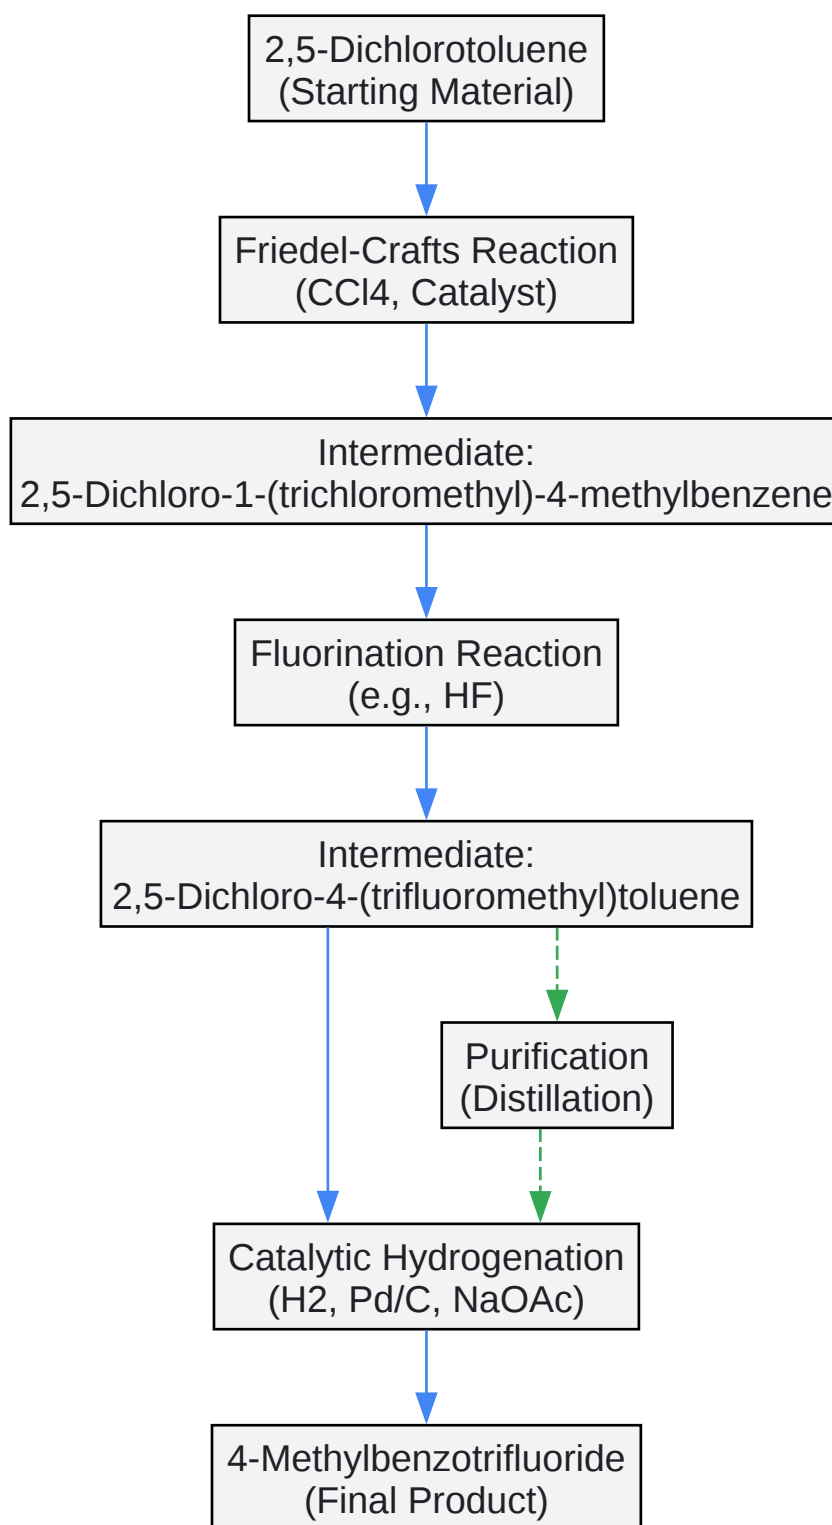 2,5-Dichlorotoluene
(Starting Material)
Friedel-Crafts Reaction
(CCl4, Catalyst)
Intermediate:
2,5-Dichloro-1-(trichloromethyl)-4-methylbenzene
Fluorination Reaction
(e.g., HF)
Intermediate:
2,5-Dichloro-4-(trifluoromethyl)toluene
Purification
(Distillation)
Catalytic Hydrogenation
(H2, Pd/C, NaOAc)
4-Methylbenzotrifluoride
(Final Product)